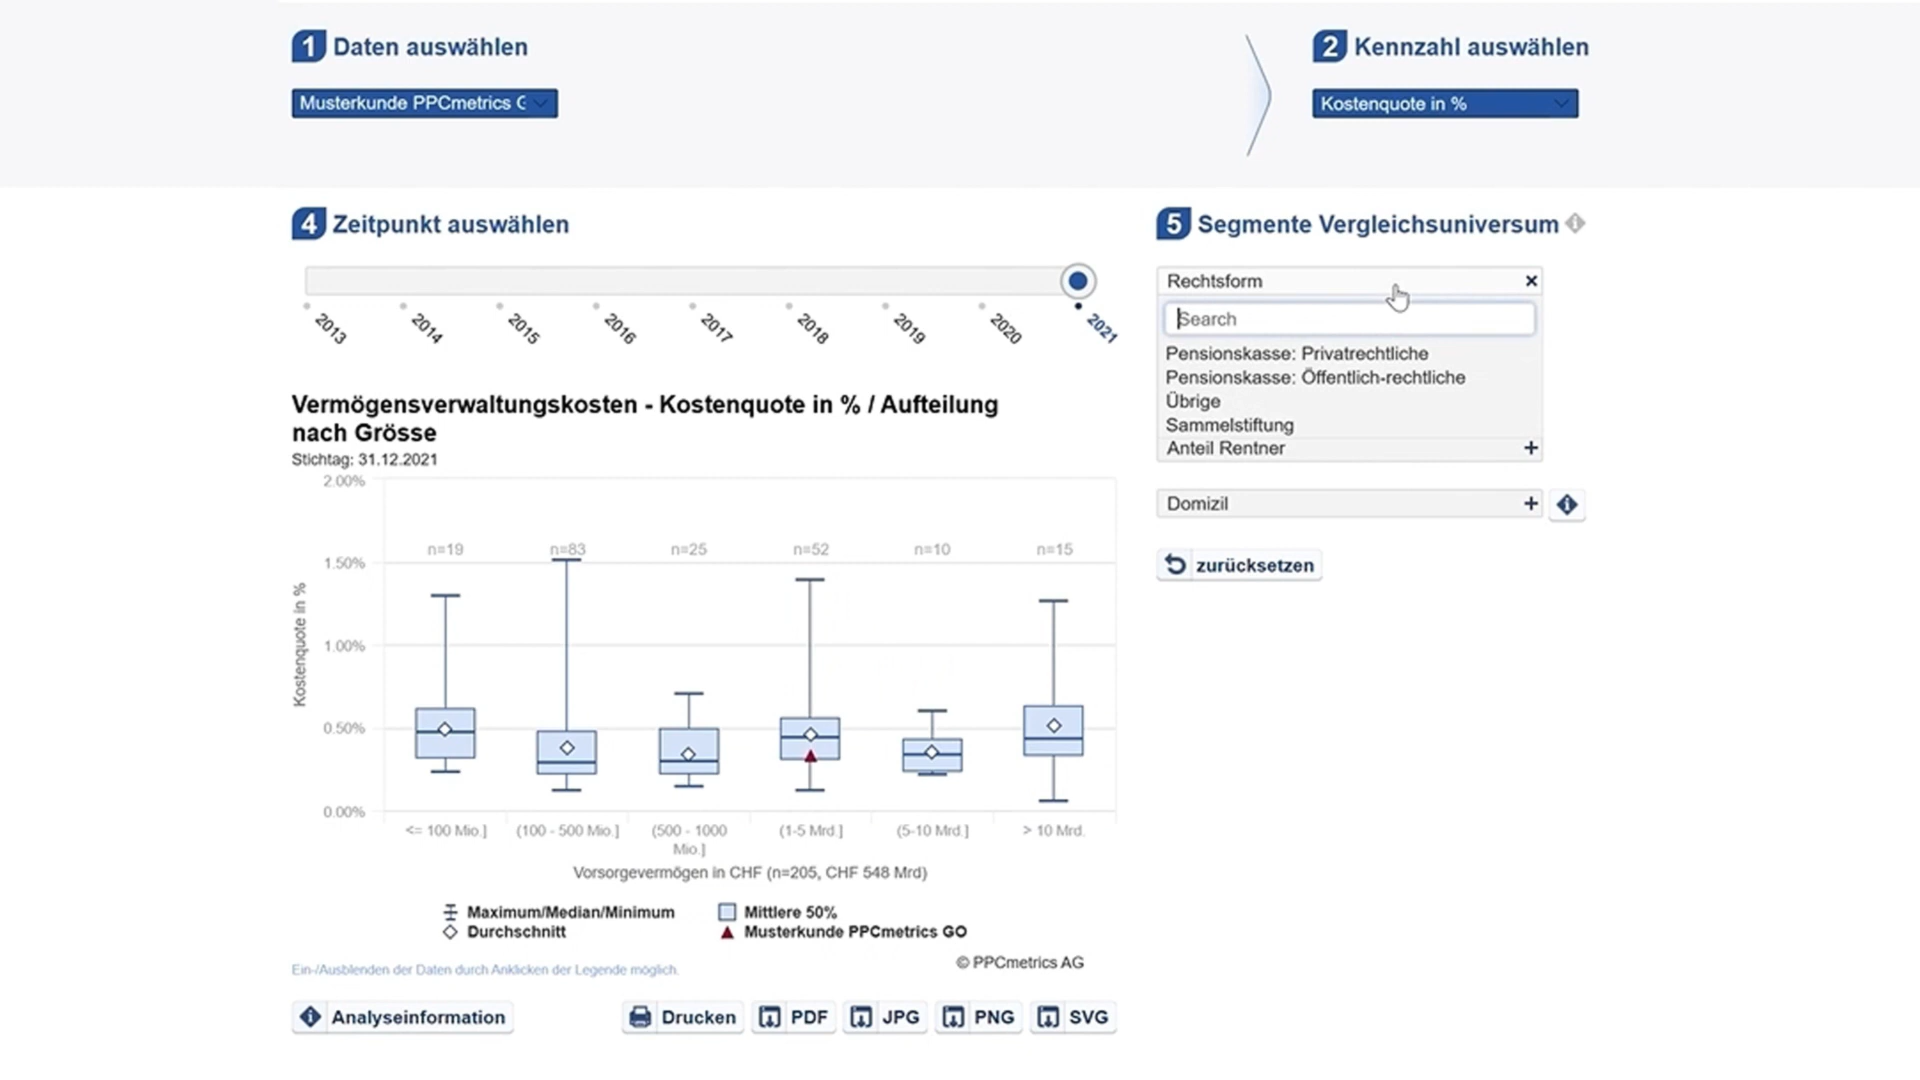 1 Daten auswählen
Musterkunde PPCmetrics G
2 Kennzahl auswählen
Kostenquote in %
4 Zeitpunkt auswählen
2013 2014 2015 2016 2017 2018 2019 2020 2021
5 Segmente Vergleichsuniversum
Rechtsform
Search
Pensionskasse: Privatrechtliche
Pensionskasse: Öffentlich-rechtliche
Übrige
Sammelstiftung
Anteil Rentner
Domizil
zurücksetzen
Vermögensverwaltungskosten - Kostenquote in % / Aufteilung
nach Grösse
Stichtag: 31.12.2021
Kostenquote in %
2.00%
1.50%
1.00%
0.50%
0.00%
n=19 n=83 n=25 n=52 n=10 n=15
<= 100 Mio.] (100 - 500 Mio.] (500 - 1000 (1-5 Mrd.] (5-10 Mrd.] > 10 Mrd.
Mio.]
Vorsorgevermögen in CHF (n=205, CHF 548 Mrd)
Maximum/Median/Minimum Mittlere 50%
Durchschnitt Musterkunde PPCmetrics GO
© PPCmetrics AG
Ein-/Ausblenden der Daten durch Anklicken der Legende möglich.
Analyseinformation Drucken PDF JPG PNG SVG